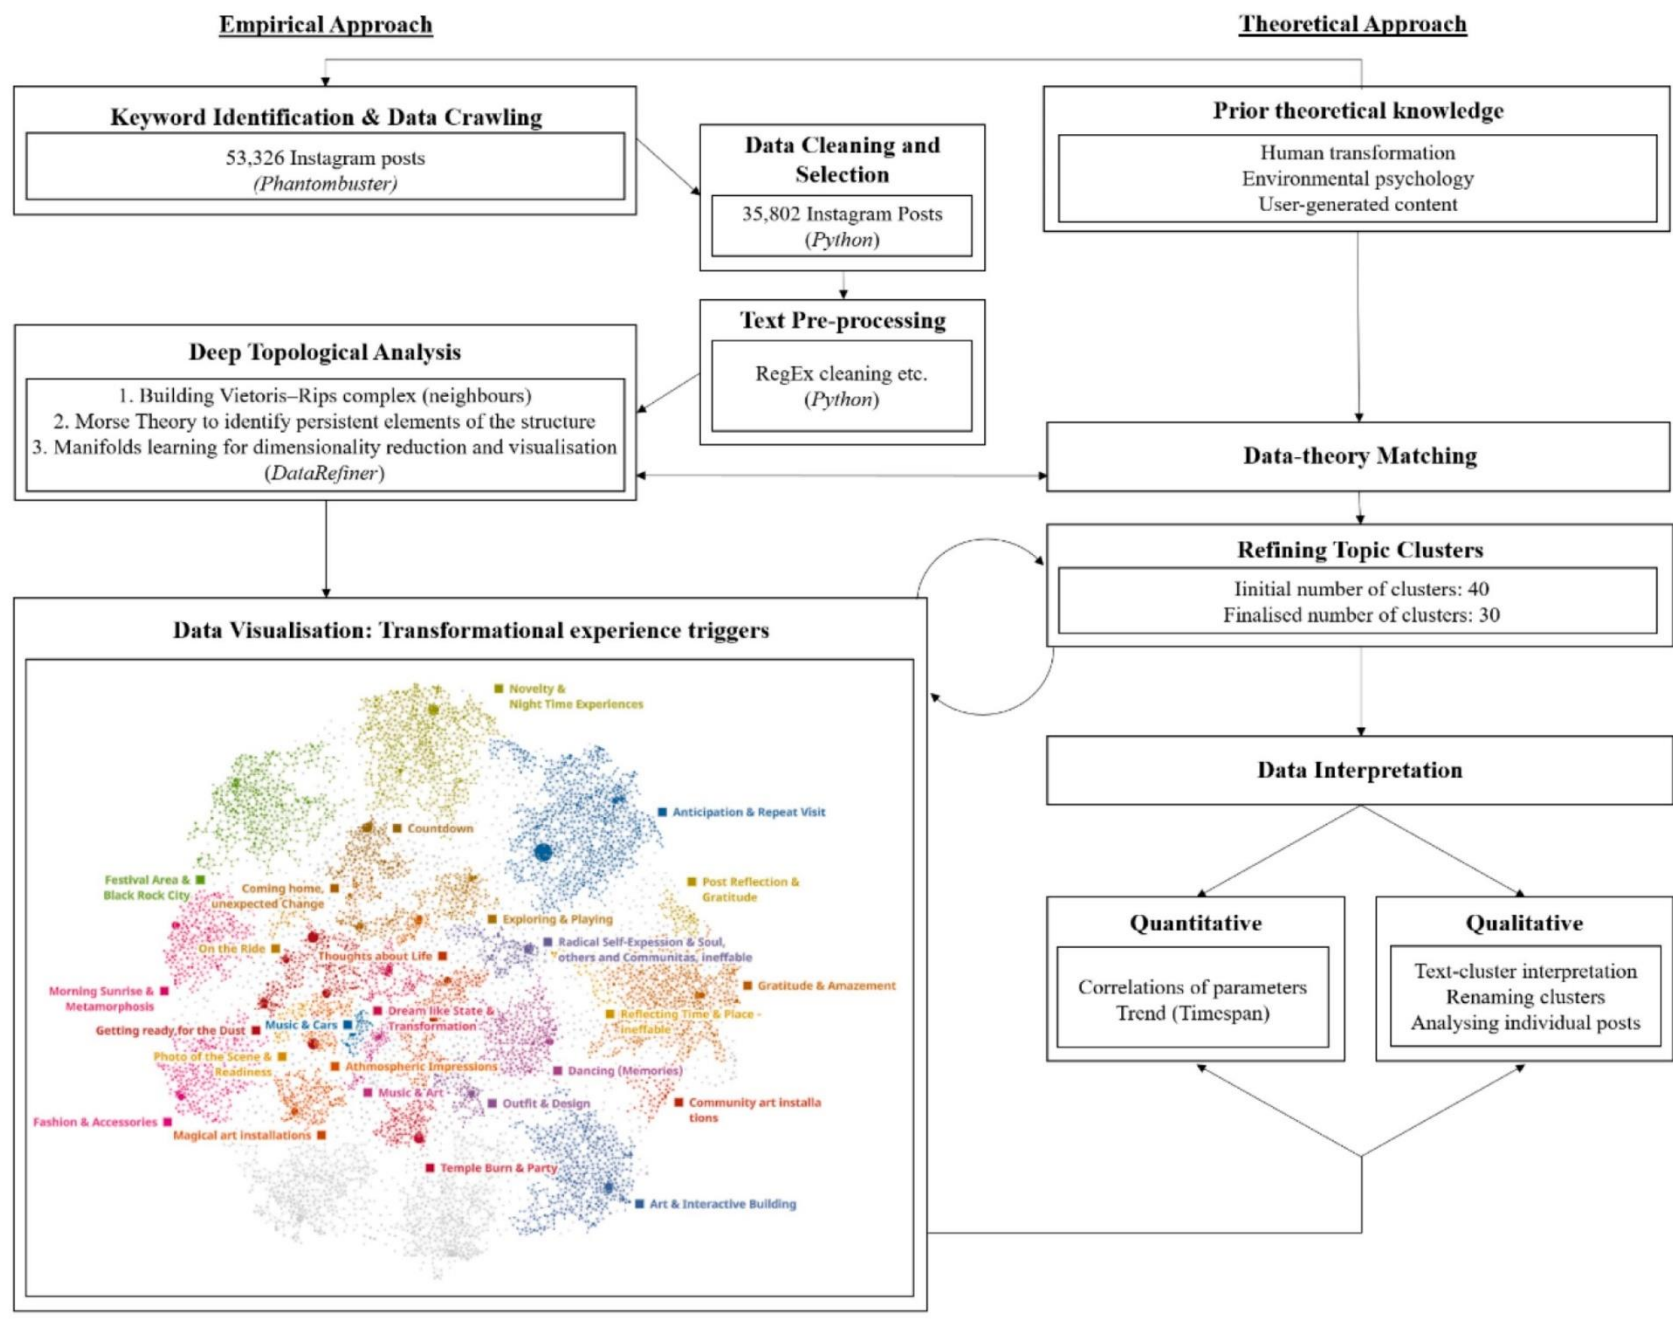 Empirical Approach
Theoretical Approach
Keyword Identification & Data Crawling
53,326 Instagram posts
(Phantombuster)
Data Cleaning and
Selection
35,802 Instagram Posts
(Python)
Prior theoretical knowledge
Human transformation
Environmental psychology
User-generated content
Text Pre-processing
RegEx cleaning etc.
(Python)
Deep Topological Analysis
1. Building Vietoris–Rips complex (neighbours)
2. Morse Theory to identify persistent elements of the structure
3. Manifolds learning for dimensionality reduction and visualisation
(DataRefiner)
Data-theory Matching
Refining Topic Clusters
Iinitial number of clusters: 40
Finalised number of clusters: 30
Data Visualisation: Transformational experience triggers
Novelty &
Night Time Experiences
Anticipation & Repeat Visit
Countdown
Festival Area &
Black Rock City
Coming home,
unexpected Change
Post Reflection &
Gratitude
Exploring & Playing
On the Ride
Thoughts about Life
Radical Self-Expession & Soul,
others and Communitas, ineffable
Morning Sunrise &
Metamorphosis
Gratitude & Amazement
Dream like State &
Transformation
Reflecting Time & Place -
ineffable
Getting ready,for the Dust
Music & Cars
Photo of the Scene &
Readiness
Athmospheric Impressions
Dancing (Memories)
Music & Art
Outfit & Design
Community art installa
tions
Fashion & Accessories
Magical art installations
Temple Burn & Party
Art & Interactive Building
Data Interpretation
Quantitative
Correlations of parameters
Trend (Timespan)
Qualitative
Text-cluster interpretation
Renaming clusters
Analysing individual posts